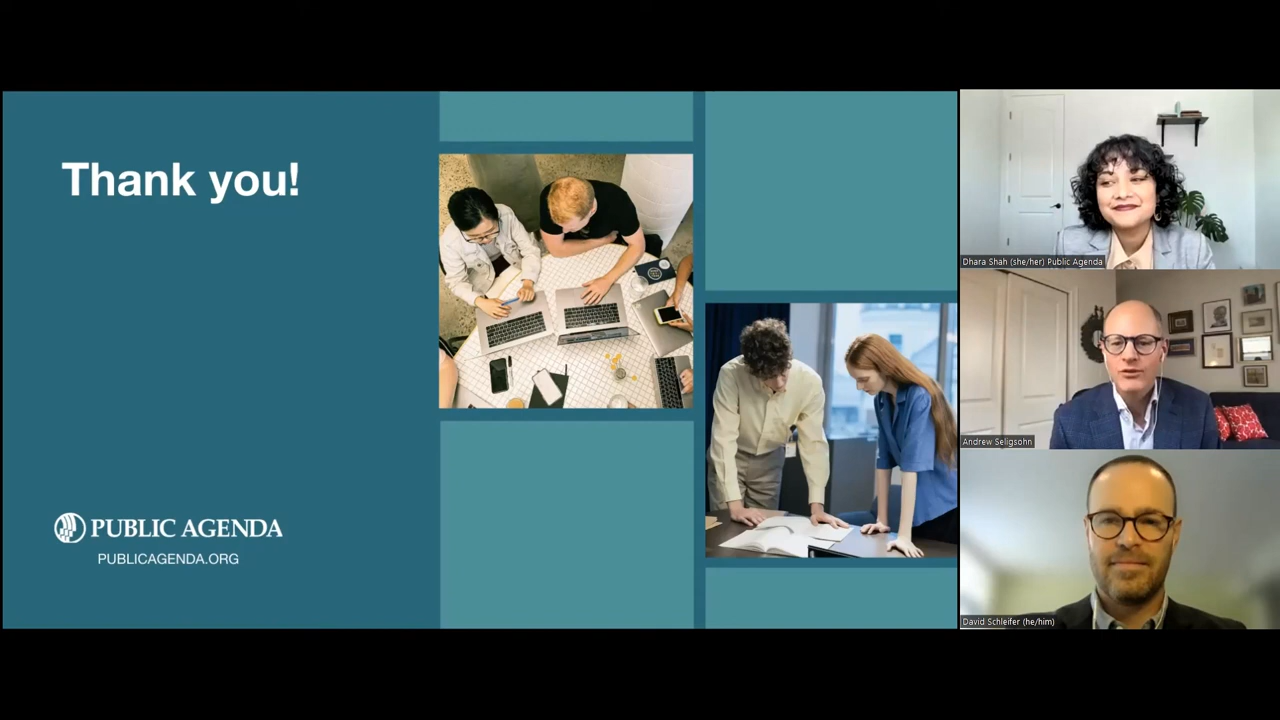 Thank you!
PUBLIC AGENDA
PUBLICAGENDA.ORG
Dhara Shah (she/her) Public Agenda
Andrew Seligsohn
David Schleifer (he/him)